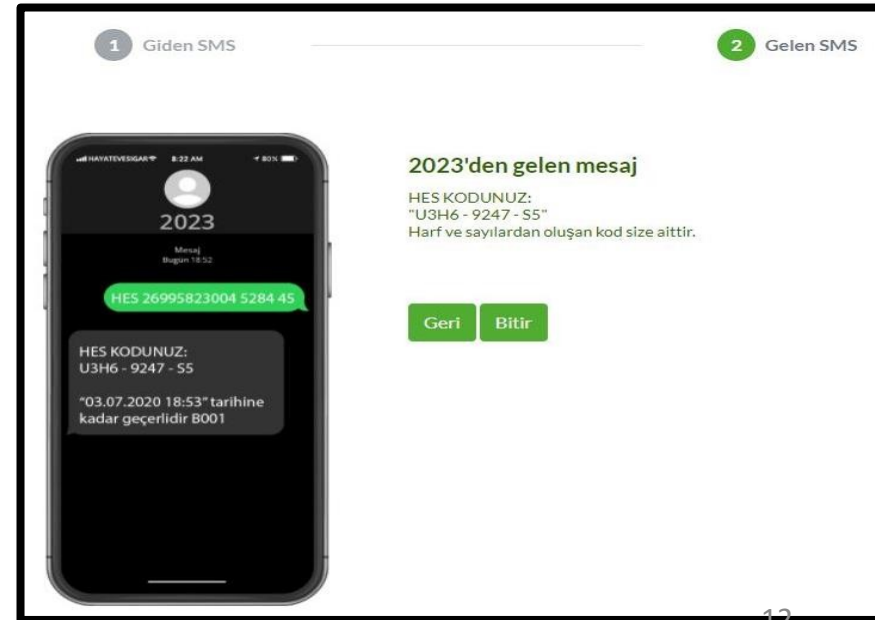 1 Giden SMS
2 Gelen SMS
HAYATEVESIGAR 8:22 AM 80%
2023
Mesaj
Bugün 18:52
HES 26995823004 5284 45
HES KODUNUZ:
U3H6 - 9247 - S5
“03.07.2020 18:53” tarihine
kadar geçerlidir B001
2023'den gelen mesaj
HES KODUNUZ:
"U3H6 - 9247 - S5"
Harf ve sayılardan oluşan kod size aittir.
Geri Bitir